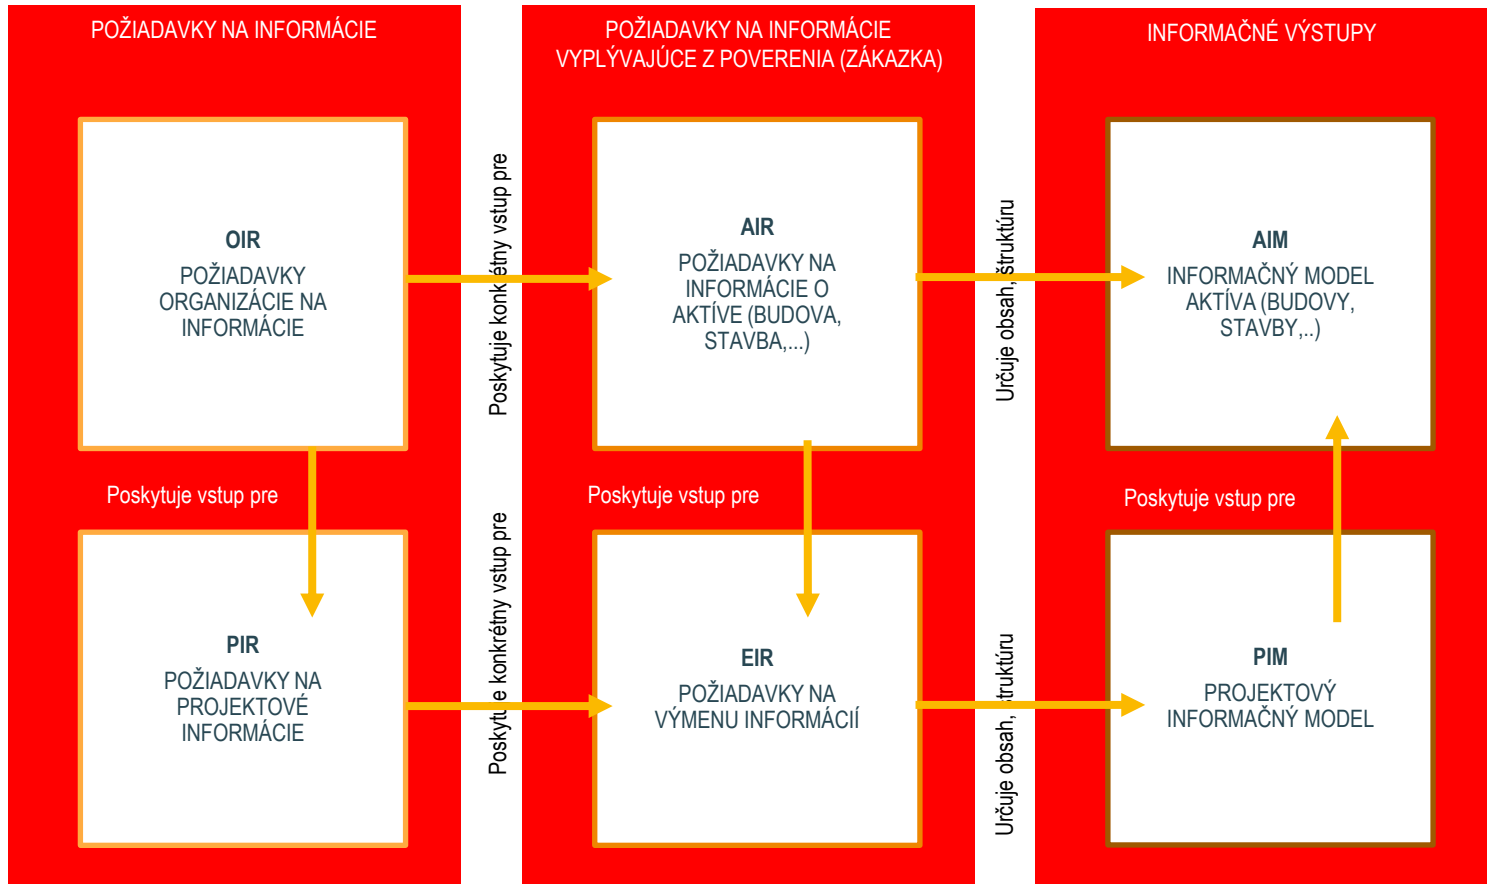 POŽIADAVKY NA INFORMÁCIE
OIR
POŽIADAVKY
ORGANIZÁCIE NA
INFORMÁCIE
Poskytuje vstup pre
PIR
POŽIADAVKY NA
PROJEKTOVÉ
INFORMÁCIE
Poskytuje konkrétny vstup pre
Poskytuje konkrétny vstup pre
POŽIADAVKY NA INFORMÁCIE
VYPLÝVAJÚCE Z POVERENIA (ZÁKAZKA)
AIR
POŽIADAVKY NA
INFORMÁCIE O
AKTÍVE (BUDOVA,
STAVBA,...)
Poskytuje vstup pre
EIR
POŽIADAVKY NA
VÝMENU INFORMÁCIÍ
Určuje obsah, štruktúru
Určuje obsah, štruktúru
INFORMAČNÉ VÝSTUPY
AIM
INFORMAČNÝ MODEL
AKTÍVA (BUDOVY,
STAVBY,..)
Poskytuje vstup pre
PIM
PROJEKTOVÝ
INFORMAČNÝ MODEL